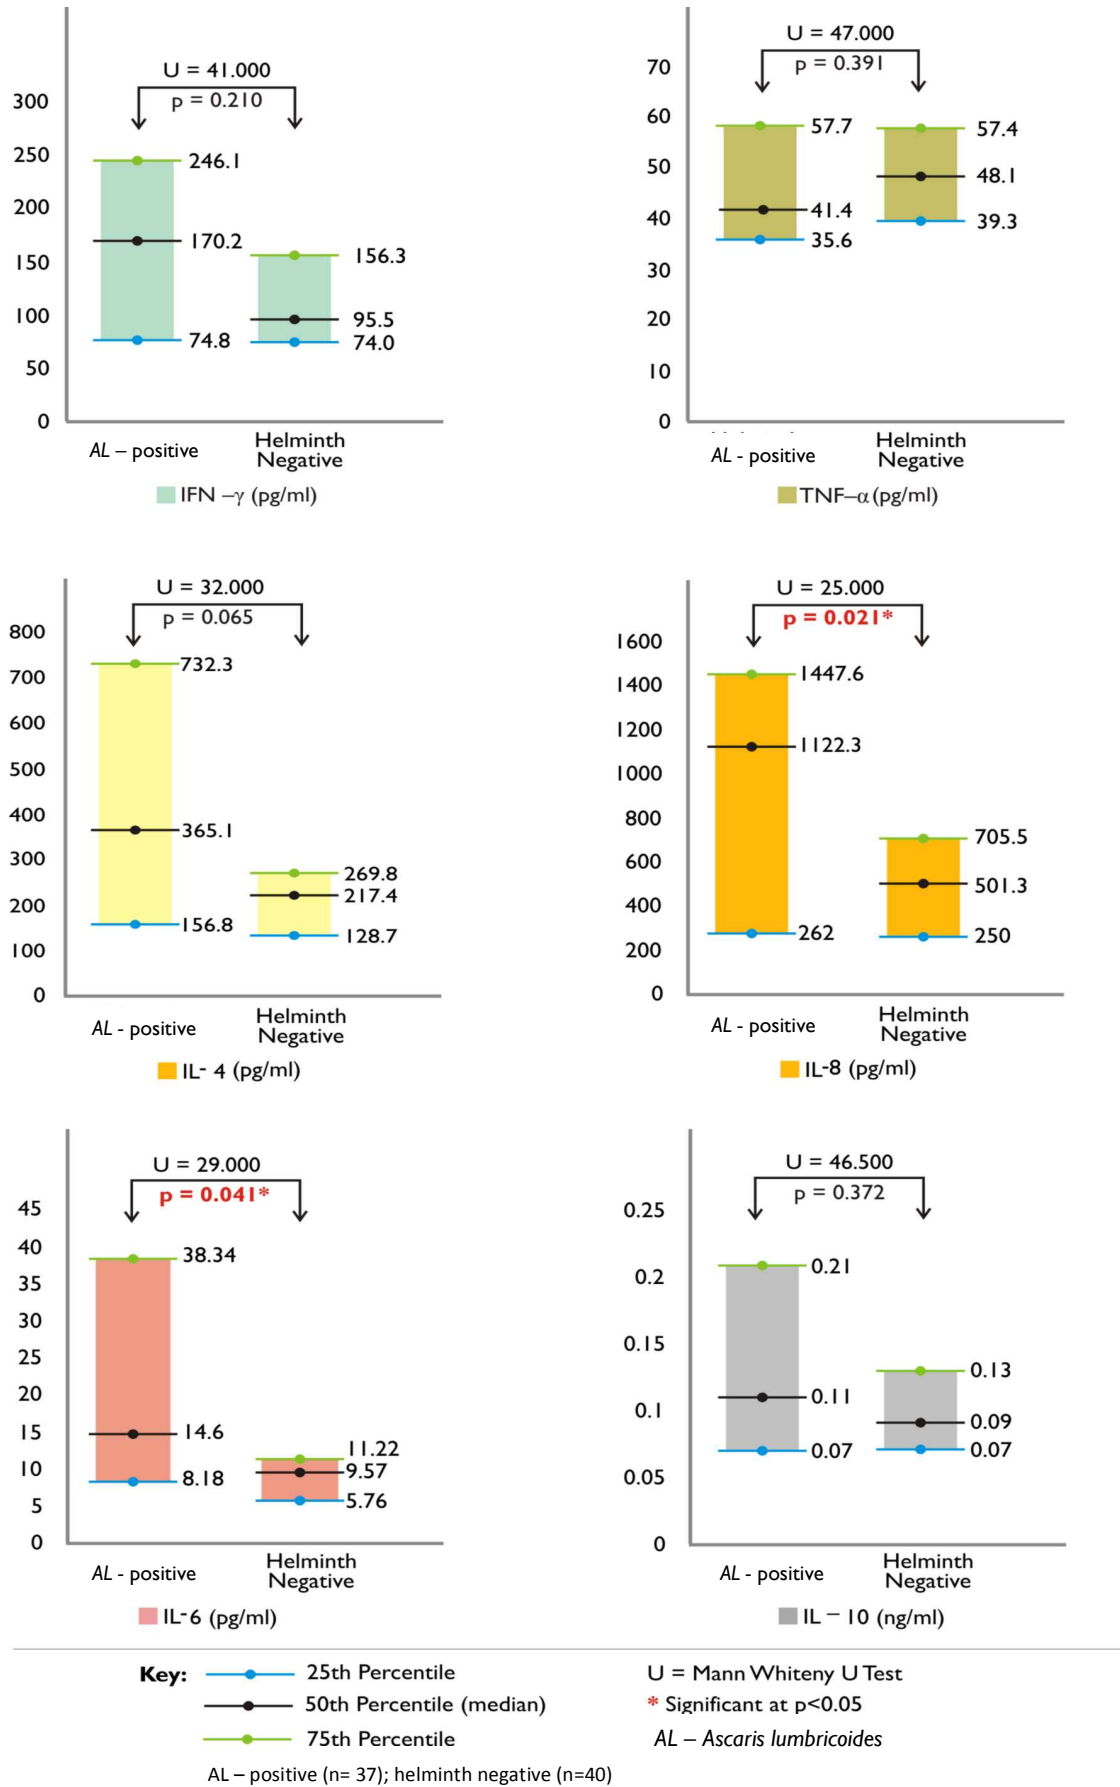 U = 41.000
p = 0.210
300
250
200
150
100
50
0
246.1
170.2
74.8
156.3
95.5
74.0
AL – positive
Helminth
Negative
IFN –γ (pg/ml)
U = 47.000
p = 0.391
70
60
50
40
30
20
10
0
57.7
41.4
35.6
57.4
48.1
39.3
AL - positive
Helminth
Negative
TNF–α (pg/ml)
U = 32.000
p = 0.065
800
700
600
500
400
300
200
100
0
732.3
365.1
156.8
269.8
217.4
128.7
AL - positive
Helminth
Negative
IL- 4 (pg/ml)
U = 25.000
p = 0.021*
1600
1400
1200
1000
800
600
400
200
0
1447.6
1122.3
262
705.5
501.3
250
AL - positive
Helminth
Negative
IL-8 (pg/ml)
U = 29.000
p = 0.041*
45
40
35
30
25
20
15
10
5
0
38.34
14.6
8.18
11.22
9.57
5.76
AL - positive
Helminth
Negative
IL-6 (pg/ml)
U = 46.500
p = 0.372
0.25
0.2
0.15
0.1
0.05
0
0.21
0.11
0.07
0.13
0.09
0.07
AL - positive
Helminth
Negative
IL – 10 (ng/ml)
Key:
25th Percentile
50th Percentile (median)
75th Percentile
U = Mann Whiteny U Test
* Significant at p<0.05
AL – Ascaris lumbricoides
AL – positive (n= 37); helminth negative (n=40)